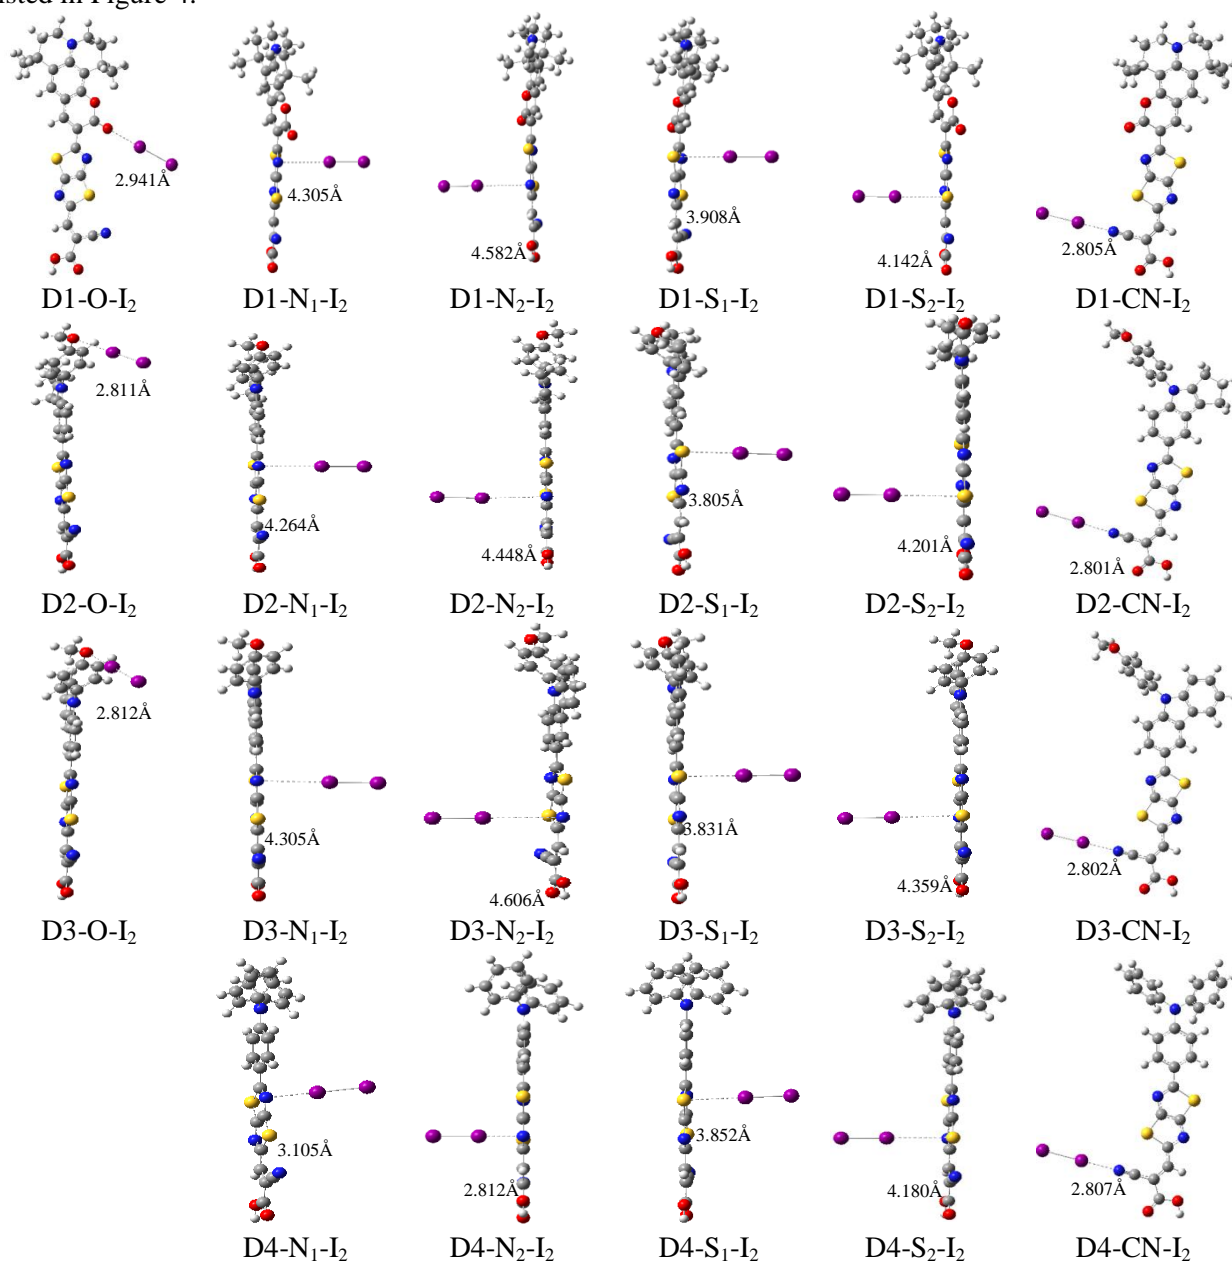 isted in Figure 4.
2.941Å
4.305Å
4.582Å
3.908Å
4.142Å
2.805Å
D1-O-I₂ D1-N₁-I₂ D1-N₂-I₂ D1-S₁-I₂ D1-S₂-I₂ D1-CN-I₂
2.811Å
4.264Å
4.448Å
3.805Å
4.201Å
2.801Å
D2-O-I₂ D2-N₁-I₂ D2-N₂-I₂ D2-S₁-I₂ D2-S₂-I₂ D2-CN-I₂
2.812Å
4.305Å
4.606Å
3.831Å
4.359Å
2.802Å
D3-O-I₂ D3-N₁-I₂ D3-N₂-I₂ D3-S₁-I₂ D3-S₂-I₂ D3-CN-I₂
3.105Å
2.812Å
3.852Å
4.180Å
2.807Å
D4-N₁-I₂ D4-N₂-I₂ D4-S₁-I₂ D4-S₂-I₂ D4-CN-I₂